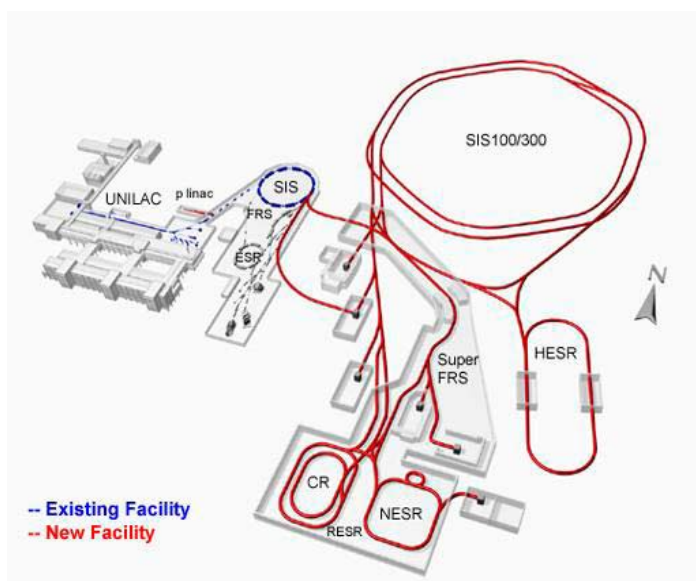 SIS100/300
p linac
UNILAC
SIS
FRS
ESR
N
HESR
Super
FRS
CR
NESR
RESR
-- Existing Facility
-- New Facility